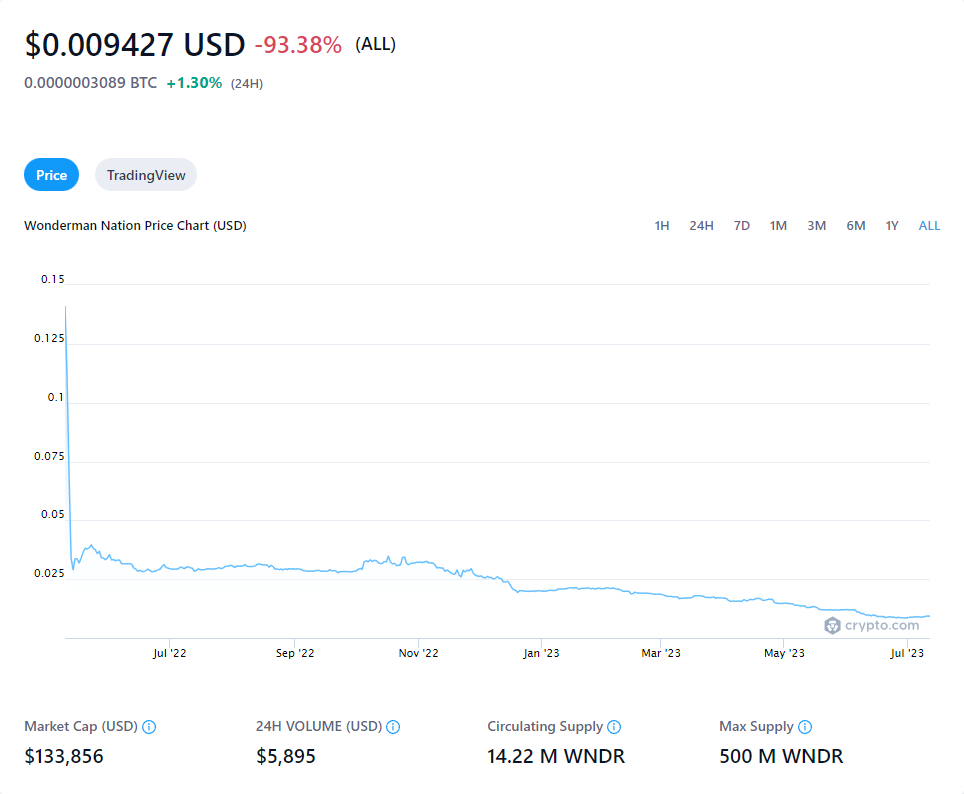 $0.009427 USD -93.38% (ALL)
0.0000003089 BTC +1.30% (24H)
Price TradingView
Wonderman Nation Price Chart (USD) 1H 24H 7D 1M 3M 6M 1Y ALL
0.15
0.125
0.1
0.075
0.05
0.025
crypto.com
Jul '22 Sep '22 Nov '22 Jan '23 Mar '23 May '23 Jul '23
Market Cap (USD) 24H VOLUME (USD) Circulating Supply Max Supply
$133,856 $5,895 14.22 M WNDR 500 M WNDR